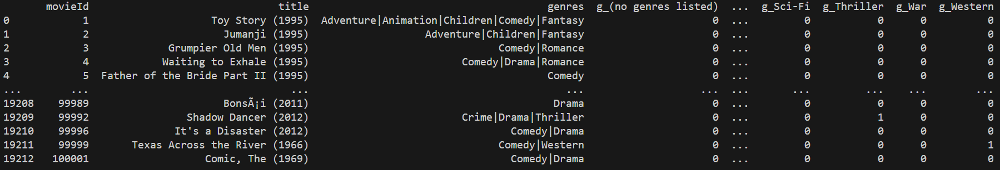 movieId title genres g_(no genres listed) ... g_Sci-Fi g_Thriller g_War g_Western
0 1 Toy Story (1995) Adventure|Animation|Children|Comedy|Fantasy 0 ... 0 0 0 0
1 2 Jumanji (1995) Adventure|Children|Fantasy 0 ... 0 0 0 0
2 3 Grumpier Old Men (1995) Comedy|Romance 0 ... 0 0 0 0
3 4 Waiting to Exhale (1995) Comedy|Drama|Romance 0 ... 0 0 0 0
4 5 Father of the Bride Part II (1995) Comedy 0 ... 0 0 0 0
... ... ... ... ... ... ... ... ... ...
19208 99989 BonsÃ¡i (2011) Drama 0 ... 0 0 0 0
19209 99992 Shadow Dancer (2012) Crime|Drama|Thriller 0 ... 0 1 0 0
19210 99996 It's a Disaster (2012) Comedy|Drama 0 ... 0 0 0 0
19211 99999 Texas Across the River (1966) Comedy|Western 0 ... 0 0 0 1
19212 100001 Comic, The (1969) Comedy|Drama 0 ... 0 0 0 0